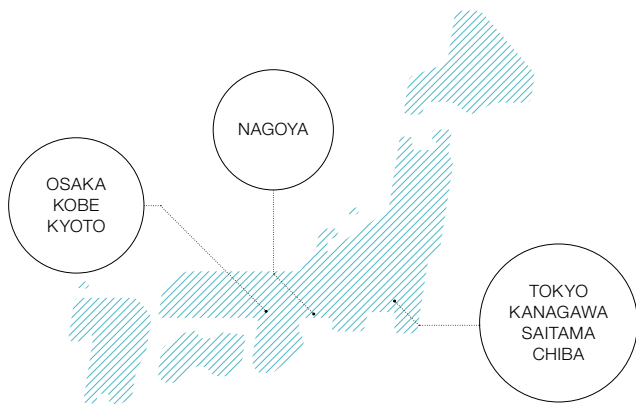 NAGOYA
OSAKA
KOBE
KYOTO
TOKYO
KANAGAWA
SAITAMA
CHIBA